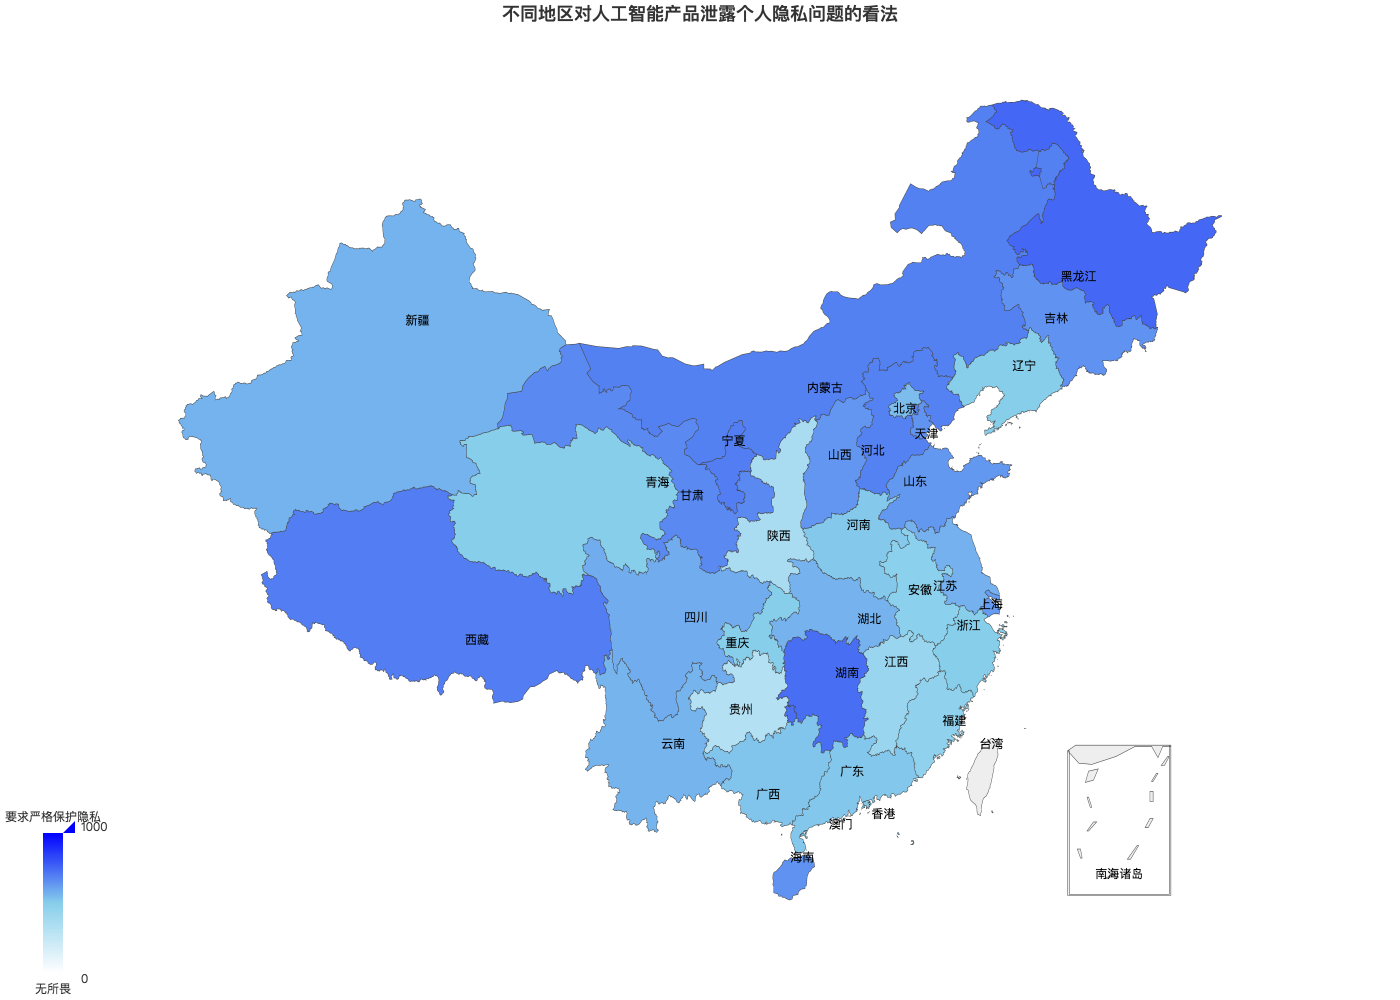 不同地区对人工智能产品泄露个人隐私问题的看法
黑龙江
吉林
新疆
辽宁
内蒙古
北京
天津
宁夏
河北
山西
青海
山东
甘肃
河南
陕西
安徽
江苏
上海
四川
湖北
浙江
西藏
重庆
江西
湖南
贵州
福建
云南
台湾
广东
广西
香港
澳门
海南
南海诸岛
要求严格保护隐私
1000
0
无所畏